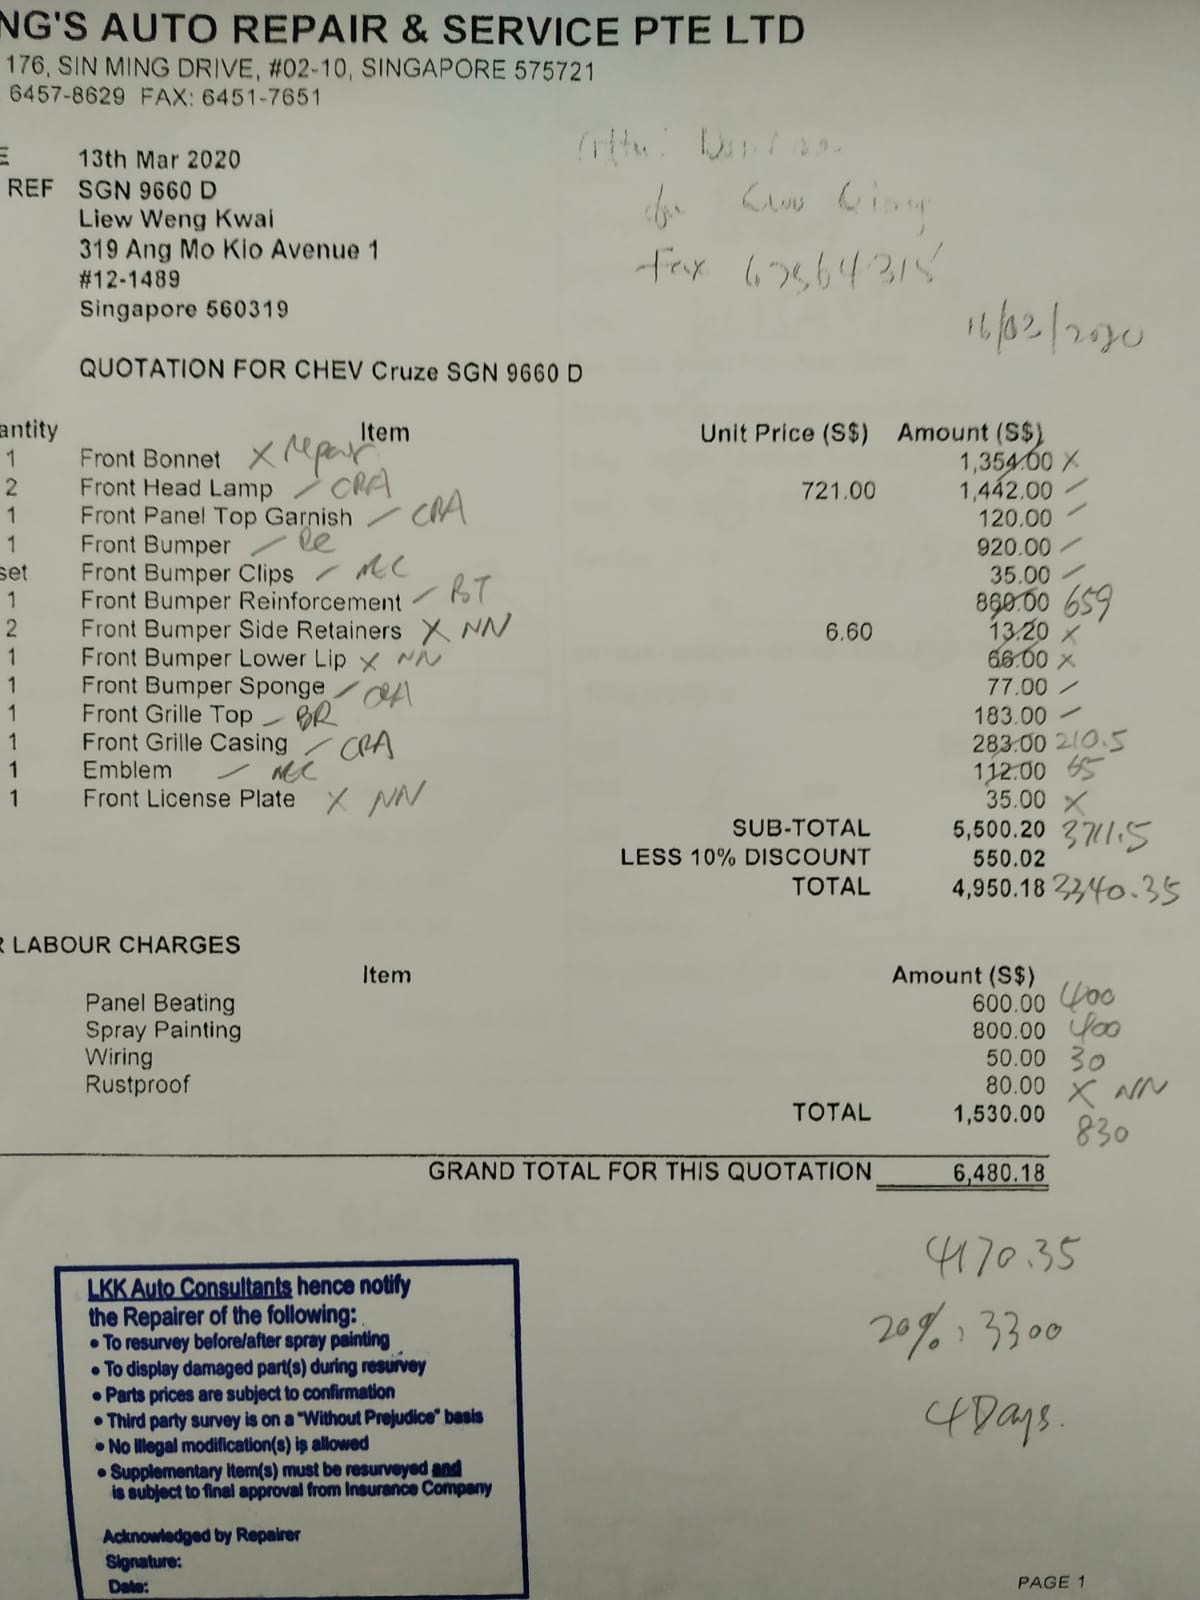 NG'S AUTO REPAIR & SERVICE PTE LTD
176, SIN MING DRIVE, #02-10, SINGAPORE 575721
6457-8629 FAX: 6451-7651
E 13th Mar 2020
REF SGN 9660 D
Liew Weng Kwai
319 Ang Mo Kio Avenue 1
#12-1489
Singapore 560319
Fax 67564315
16/03/2020
QUOTATION FOR CHEV Cruze SGN 9660 D
antity Item Unit Price (S$) Amount (S$)
1 Front Bonnet X repair 1,354.00 X
2 Front Head Lamp CRA 721.00 1,442.00
1 Front Panel Top Garnish CRA 120.00
1 Front Bumper Re 920.00
set Front Bumper Clips NEC 35.00
1 Front Bumper Reinforcement BT 860.00 659
2 Front Bumper Side Retainers X NN 6.60 13.20 X
1 Front Bumper Lower Lip X NN 66.00 X
1 Front Bumper Sponge CRA 77.00
1 Front Grille Top BR 183.00
1 Front Grille Casing CRA 283.00 210.5
1 Emblem NEC 112.00 65
1 Front License Plate X NN 35.00 X
SUB-TOTAL 5,500.20 3711.5
LESS 10% DISCOUNT 550.02
TOTAL 4,950.18 3340.35
R LABOUR CHARGES
Item Amount (S$)
Panel Beating 600.00 400
Spray Painting 800.00 400
Wiring 50.00 30
Rustproof 80.00 X NN
TOTAL 1,530.00
830
GRAND TOTAL FOR THIS QUOTATION 6,480.18
4170.35
20% 3300
4 Days.
LKK Auto Consultants hence notify
the Repairer of the following:
• To resurvey before/after spray painting
• To display damaged part(s) during resurvey
• Parts prices are subject to confirmation
• Third party survey is on a "Without Prejudice" basis
• No illegal modification(s) is allowed
• Supplementary item(s) must be resurveyed and
is subject to final approval from Insurance Company
Acknowledged by Repairer
Signature:
Date:
PAGE 1